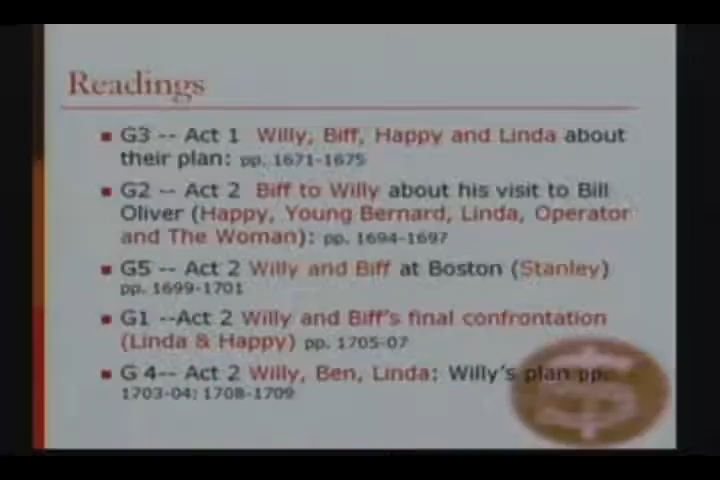 Readings
G3 -- Act 1 Willy, Biff, Happy and Linda about
their plan: pp. 1671-1675
G2 -- Act 2 Biff to Willy about his visit to Bill
Oliver (Happy, Young Bernard, Linda, Operator
and The Woman): pp. 1694-1697
G5 -- Act 2 Willy and Biff at Boston (Stanley)
pp. 1699-1701
G1 --Act 2 Willy and Biff's final confrontation
(Linda & Happy) pp. 1705-07
G 4-- Act 2 Willy, Ben, Linda: Willy's plan pp.
1703-04; 1708-1709